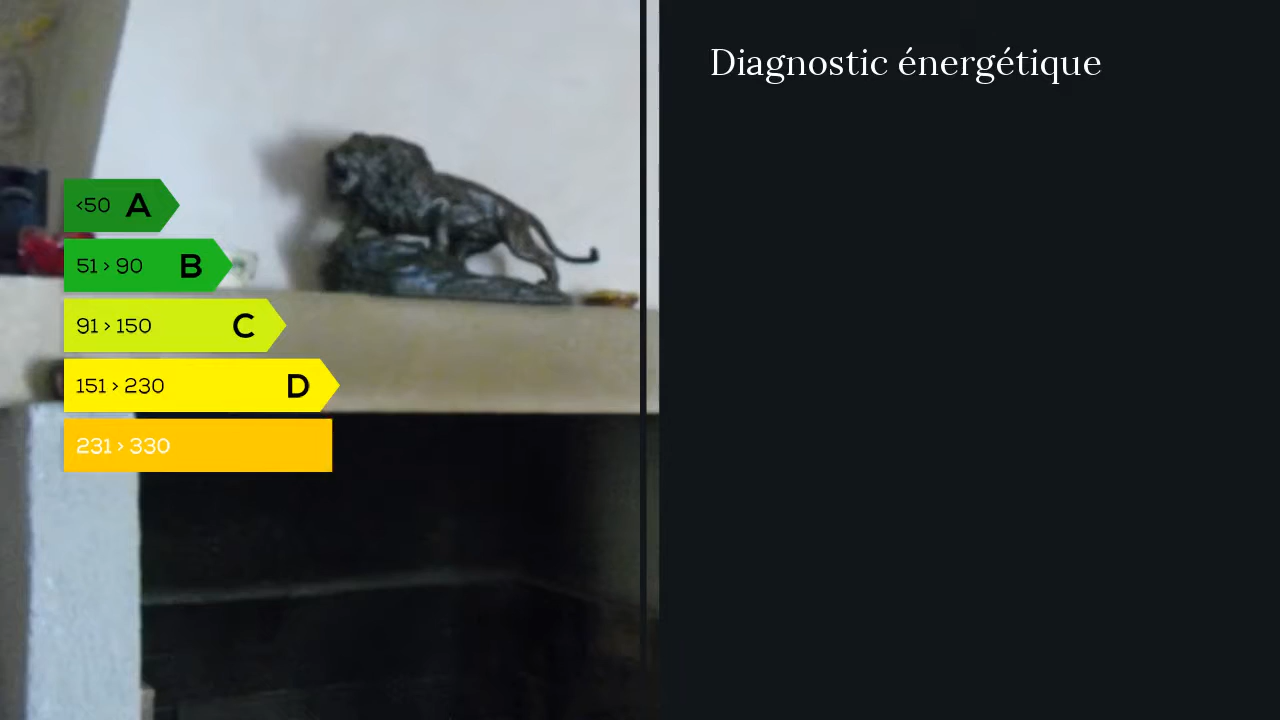 Diagnostic énergétique
<50 A
51 > 90 B
91 > 150 C
151 > 230 D
231 > 330